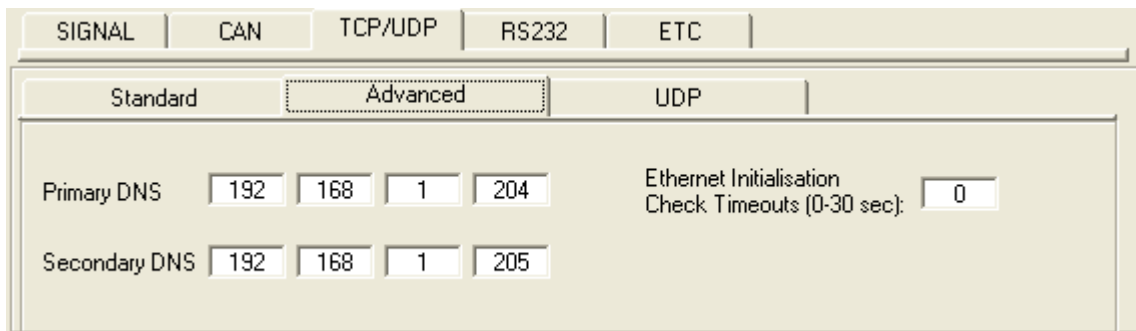 SIGNAL CAN TCP/UDP RS232 ETC
Standard Advanced UDP
Primary DNS 192 168 1 204
Ethernet Initialisation
Check Timeouts (0-30 sec): 0
Secondary DNS 192 168 1 205